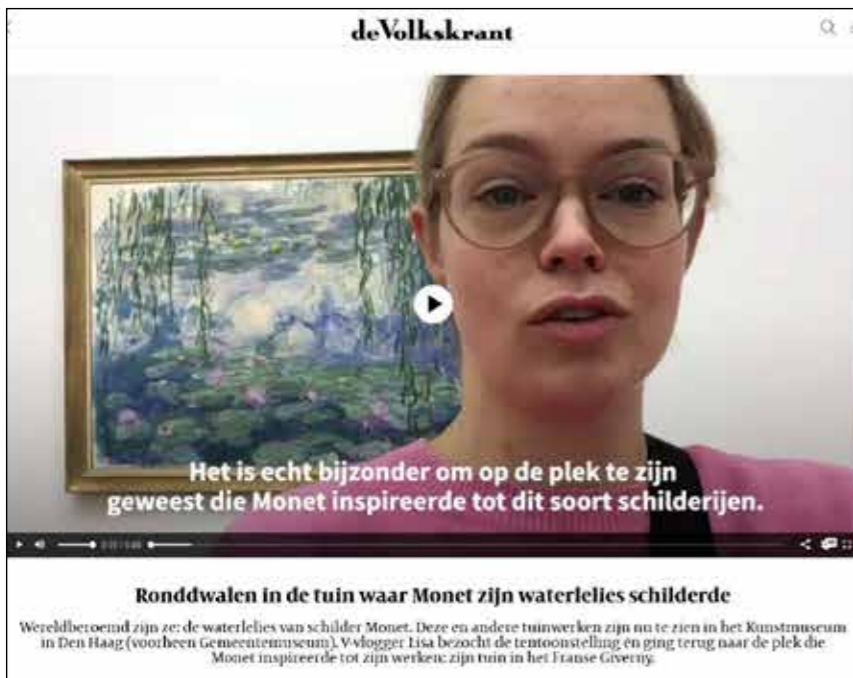 deVolkskrant
Het is echt bijzonder om op de plek te zijn
geweest die Monet inspireerde tot dit soort schilderijen.
Ronddwalen in de tuin waar Monet zijn waterlelies schilderde
Wereldberoemd zijn ze: de waterlelies van schilder Monet. Deze en andere tuinwerken zijn nu te zien in het Kunstmuseum
in Den Haag (voorheen Gemeentemuseum). V-vlogger Lisa bezocht de tentoonstelling én ging terug naar de plek die
Monet inspireerde tot zijn werken: zijn tuin in het Franse Giverny.